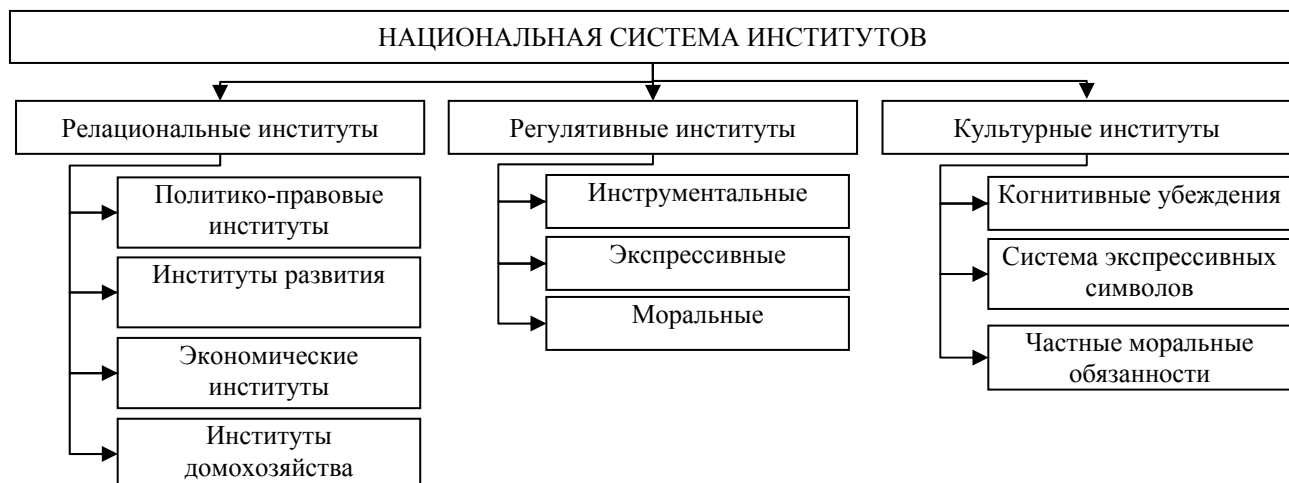 НАЦИОНАЛЬНАЯ СИСТЕМА ИНСТИТУТОВ
Релациональные институты
Политико-правовые
институты
Институты развития
Экономические
институты
Институты
домохозяйства
Регулятивные институты
Инструментальные
Экспрессивные
Моральные
Культурные институты
Когнитивные убеждения
Система экспрессивных
символов
Частные моральные
обязанности